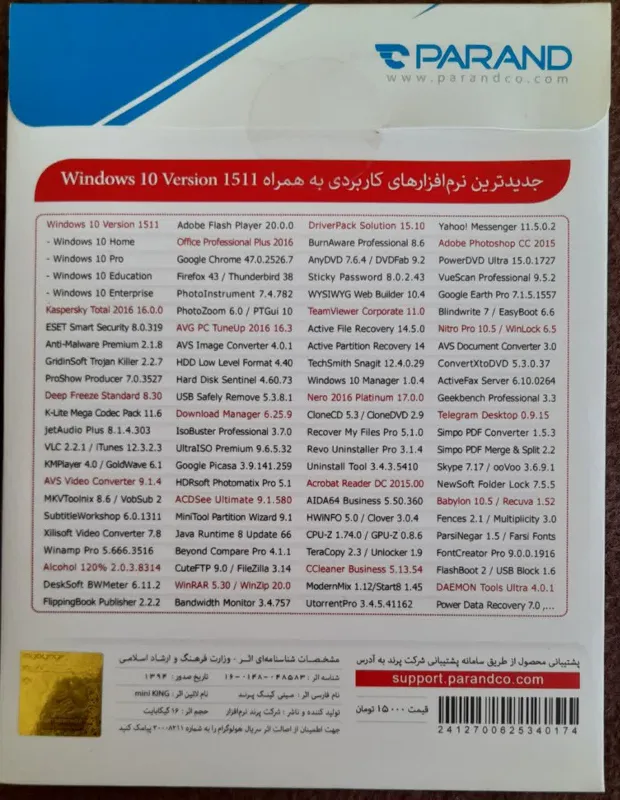 PARAND
www.parandco.com
جدیدترین نرم‌افزارهای کاربردی به همراه Windows 10 Version 1511
Windows 10 Version 1511
- Windows 10 Home
- Windows 10 Pro
- Windows 10 Education
- Windows 10 Enterprise
Kaspersky Total 2016 16.0.0
ESET Smart Security 8.0.319
Anti-Malware Premium 2.1.8
GridinSoft Trojan Killer 2.2.7
ProShow Producer 7.0.3527
Deep Freeze Standard 8.30
K-Lite Mega Codec Pack 11.6
JetAudio Plus 8.1.4.303
VLC 2.2.1 / iTunes 12.3.2.3
KMPlayer 4.0 / GoldWave 6.1
AVS Video Converter 9.1.4
MKVToolnix 8.6 / VobSub 2
SubtitleWorkshop 6.0.1311
Xilisoft Video Converter 7.8
Winamp Pro 5.666.3516
Alcohol 120% 2.0.3.8314
DeskSoft BWMeter 6.11.2
FlippingBook Publisher 2.2.2
Adobe Flash Player 20.0.0
Office Professional Plus 2016
Google Chrome 47.0.2526.7
Firefox 43 / Thunderbird 38
PhotoInstrument 7.4.782
PhotoZoom 6.0 / PTGui 10
AVG PC TuneUp 2016 16.3
AVS Image Converter 4.0.1
HDD Low Level Format 4.40
Hard Disk Sentinel 4.60.73
USB Safely Remove 5.3.8.1
Download Manager 6.25.9
IsoBuster Professional 3.7.0
UltraISO Premium 9.6.5.32
Google Picasa 3.9.141.259
HDRsoft Photomatix Pro 5.1
ACDSee Ultimate 9.1.580
MiniTool Partition Wizard 9.1
Java Runtime 8 Update 66
Beyond Compare Pro 4.1.1
CuteFTP 9.0 / FileZilla 3.14
WinRAR 5.30 / WinZip 20.0
Bandwidth Monitor 3.4.757
DriverPack Solution 15.10
BurnAware Professional 8.6
AnyDVD 7.6.4 / DVDFab 9.2
Sticky Password 8.0.2.43
WYSIWYG Web Builder 10.4
TeamViewer Corporate 11.0
Active File Recovery 14.5.0
Active Partition Recovery 14
TechSmith Snagit 12.4.0.29
Windows 10 Manager 1.0.4
Nero 2016 Platinum 17.0.0
CloneCD 5.3 / CloneDVD 2.9
Recover My Files Pro 5.1.0
Revo Uninstaller Pro 3.1.4
Uninstall Tool 3.4.3.5410
Acrobat Reader DC 2015.00
AIDA64 Business 5.50.360
HWiNFO 5.0 / Clover 3.0.4
CPU-Z 1.74.0 / GPU-Z 0.8.6
TeraCopy 2.3 / Unlocker 1.9
CCleaner Business 5.13.54
ModernMix 1.12/Start8 1.45
UtorrentPro 3.4.5.41162
Yahoo! Messenger 11.5.0.2
Adobe Photoshop CC 2015
PowerDVD Ultra 15.0.1727
VueScan Professional 9.5.2
Google Earth Pro 7.1.5.1557
Blindwrite 7 / EasyBoot 6.6
Nitro Pro 10.5 / WinLock 6.5
AVS Document Converter 3.0
ConvertXtoDVD 5.3.0.37
ActiveFax Server 6.10.0264
Geekbench Professional 3.3
Telegram Desktop 0.9.15
Simpo PDF Converter 1.5.3
Simpo PDF Merge & Split 2.2
Skype 7.17 / ooVoo 3.6.9.1
NewSoft Folder Lock 7.5.5
Babylon 10.5 / Recuva 1.52
Fences 2.1 / Multiplicity 3.0
ParsiNegar 1.5 / Farsi Fonts
FontCreator Pro 9.0.0.1916
FlashBoot 2 / USB Block 1.6
DAEMON Tools Ultra 4.0.1
Power Data Recovery 7.0 ,...
پشتیبانی محصول از طریق سامانه پشتیبانی شرکت پرند به آدرس
support.parandco.com
قیمت ۱۵۰۰۰ تومان
2412700625340174
مشخصات شناسنامه‌ای اثر - وزارت فرهنگ و ارشاد اسلامی
شناسه اثر: ۱۶-۰۱۴۸-۰۴۸۵۸۳
تاریخ صدور: ۱۳۹۴
نام فارسی اثر: مینی کینگ پرند
نام لاتین اثر: mini KING
تولید کننده و ناشر: شرکت پرند نرم‌افزار
حجم اثر: ۱۶ گیگابایت
جهت اطمینان از اصالت اثر سریال هولوگرام را به شماره ۲۰۰۰۸۲۱۱ پیامک کنید